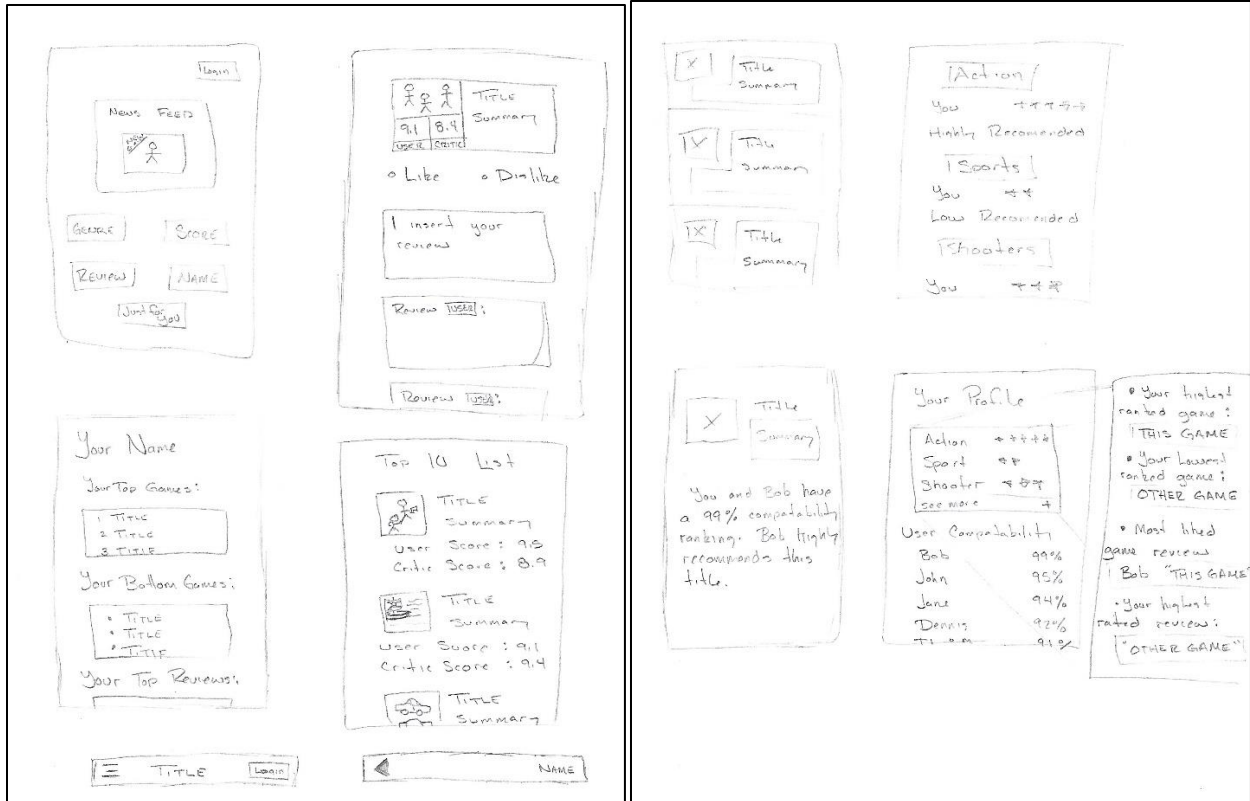 Login
NEWS FEED
GENRE
SCORE
REVIEW
NAME
Just for
you
TITLE
Summary
9.1 8.4
USER CRITIC
Like
Dislike
I insert your
review
Review USER:
Review USER:
Your Name
Your Top Games:
1 TITLE
2 TITLE
3 TITLE
Your Bottom Games:
• TITLE
• TITLE
• TITLE
Your Top Reviews:
Top 10 List
TITLE
Summary
User Score: 9.5
Critic Score: 8.9
TITLE
Summary
User Score: 9.1
Critic Score: 9.4
TITLE
Summary
TITLE
Login
NAME
Title
Summary
Title
Summary
Title
Summary
Action
You
Highly Recomended
Sports
You
Low Recomended
Shooters
You
Title
Summary
You and Bob have
a 99% compatability
ranking. Bob highly
recommends this
title.
Your Profile
Action
Sport
Shooter
see more +
User Compatability
Bob 99%
John 95%
Jane 94%
Dennis 92%
91%
• Your highest
ranked game:
THIS GAME
• Your Lowest
ranked game:
OTHER GAME
• Most liked
game review
Bob "THIS GAME"
• Your highest
rated review:
"OTHER GAME"